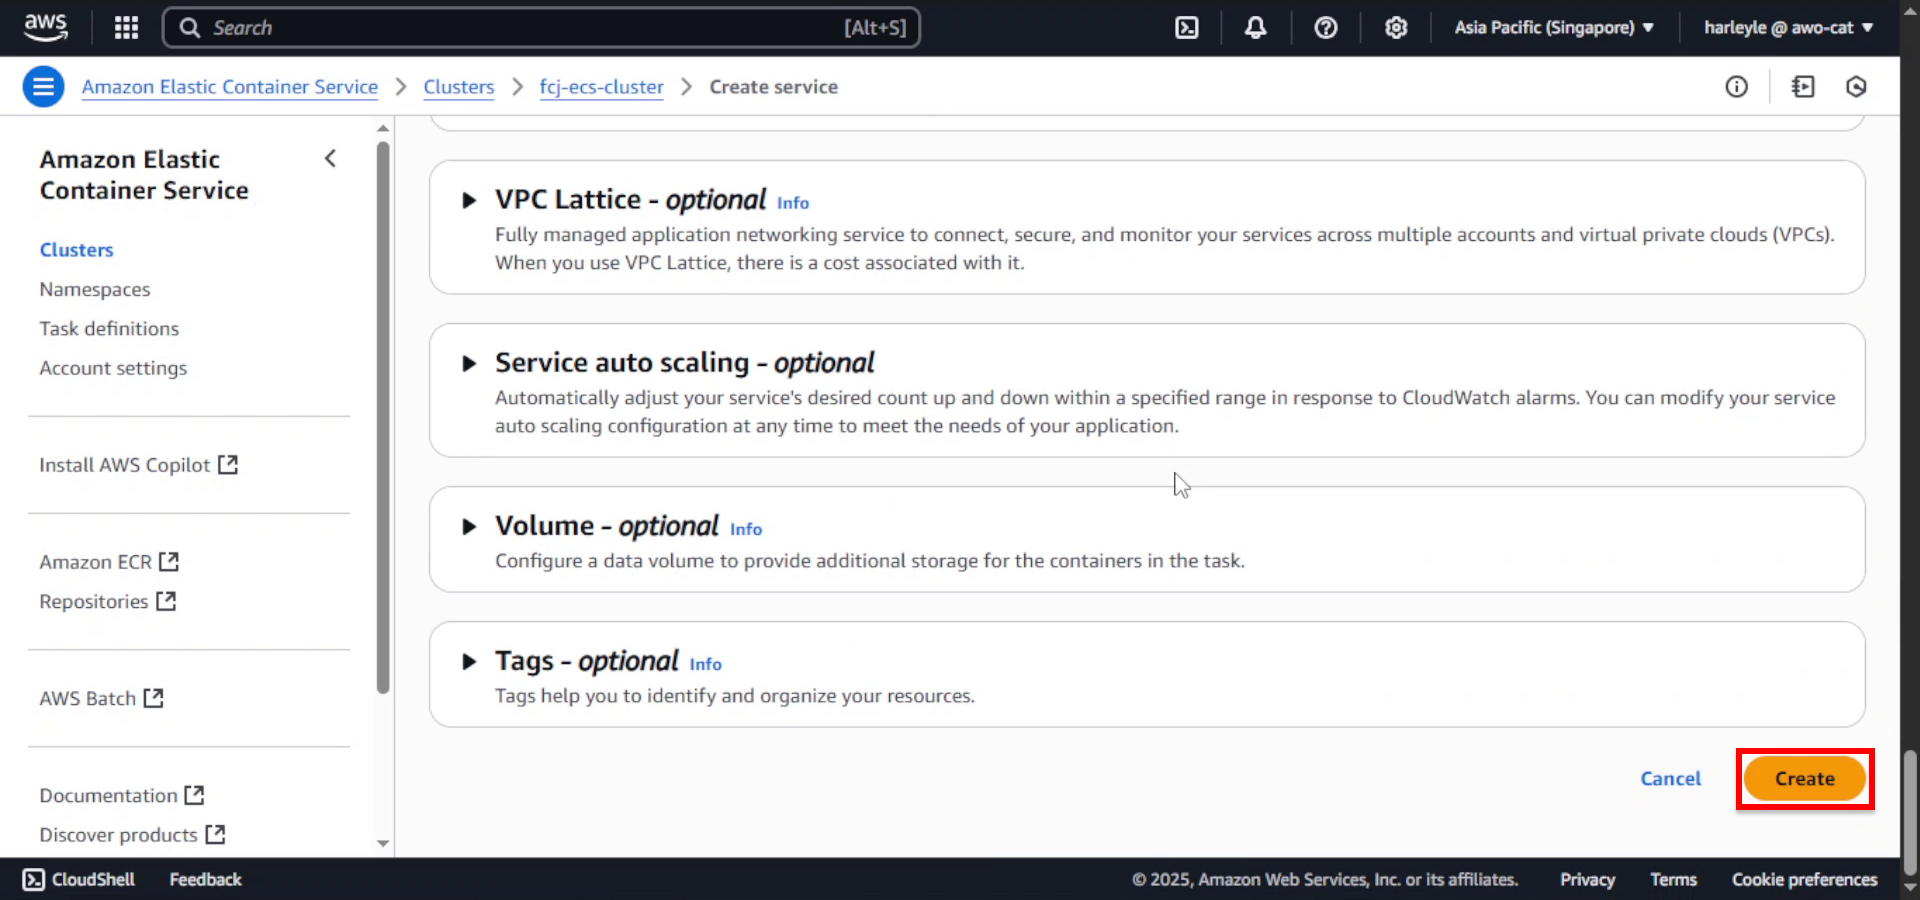 aws
Search [Alt+S]
Asia Pacific (Singapore)
harleyle @ awo-cat
Amazon Elastic Container Service
Clusters
fcj-ecs-cluster
Create service
Amazon Elastic
Container Service
Clusters
Namespaces
Task definitions
Account settings
Install AWS Copilot
Amazon ECR
Repositories
AWS Batch
Documentation
Discover products
VPC Lattice - optional Info
Fully managed application networking service to connect, secure, and monitor your services across multiple accounts and virtual private clouds (VPCs).
When you use VPC Lattice, there is a cost associated with it.
Service auto scaling - optional
Automatically adjust your service's desired count up and down within a specified range in response to CloudWatch alarms. You can modify your service
auto scaling configuration at any time to meet the needs of your application.
Volume - optional Info
Configure a data volume to provide additional storage for the containers in the task.
Tags - optional Info
Tags help you to identify and organize your resources.
Cancel
Create
CloudShell
Feedback
© 2025, Amazon Web Services, Inc. or its affiliates.
Privacy
Terms
Cookie preferences